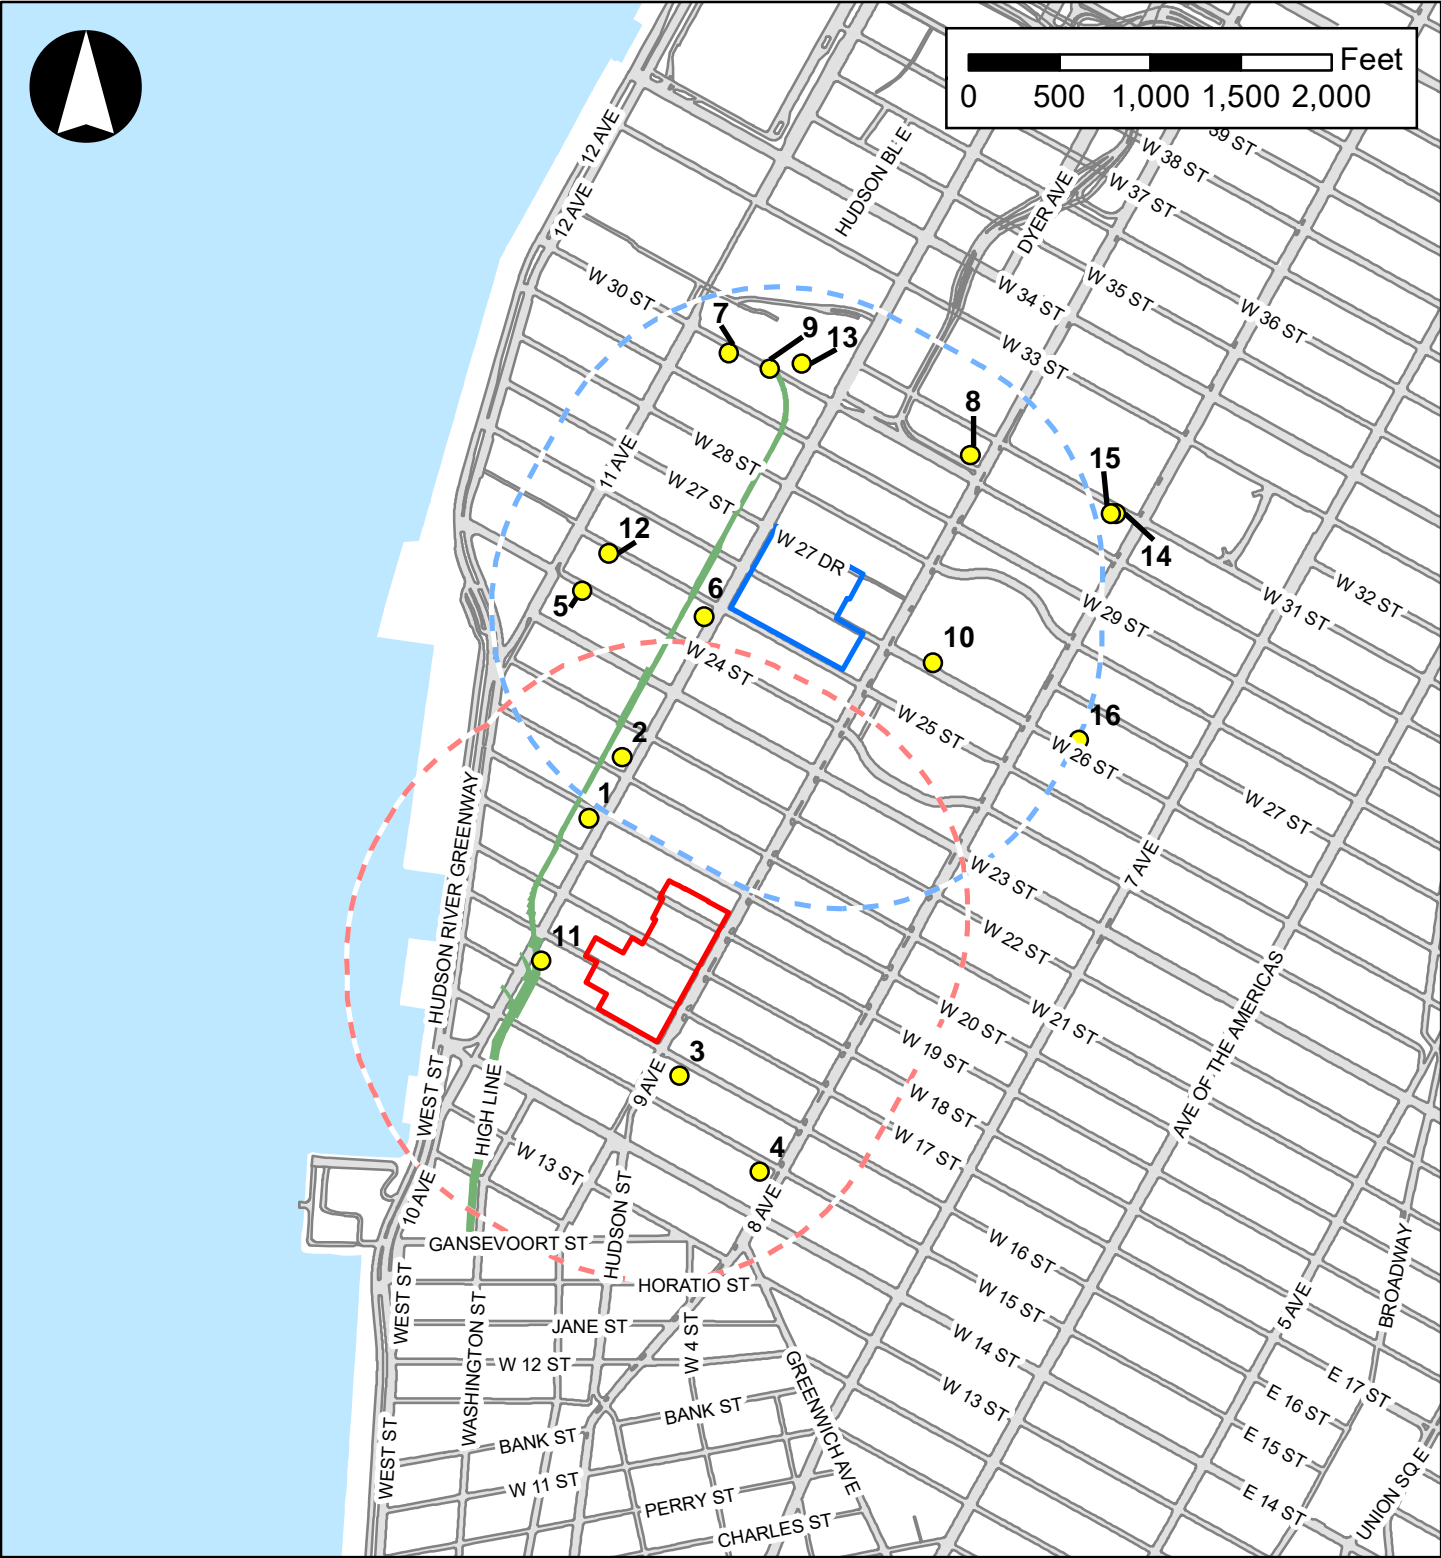 Feet
0 500 1,000 1,500 2,000
39 ST
W 38 ST
W 37 ST
12 AVE
12 AVE
HUDSON BL E
DYER AVE
W 30 ST
W 34 ST
W 35 ST
W 36 ST
W 33 ST
7
9
13
8
15
14
11 AVE
W 28 ST
W 27 ST
12
W 27 DR
5
6
W 32 ST
W 31 ST
W 29 ST
10
W 24 ST
W 25 ST
16
W 26 ST
2
1
W 27 ST
7 AVE
W 23 ST
HUDSON RIVER GREENWAY
11
W 22 ST
W 21 ST
W 20 ST
W 19 ST
AVE OF THE AMERICAS
3
9 AVE
WEST ST
HIGH LINE
W 18 ST
W 17 ST
4
W 13 ST
10 AVE
HUDSON ST
8 AVE
GANSEVOORT ST
W 16 ST
HORATIO ST
W 15 ST
5 AVE
BROADWAY
WEST ST
WASHINGTON ST
JANE ST
W 4 ST
W 14 ST
W 12 ST
GREENWICH AVE
W 13 ST
E 17 ST
E 16 ST
BANK ST
BANK ST
E 15 ST
WEST ST
W 11 ST
PERRY ST
E 14 ST
UNION SQ E
CHARLES ST